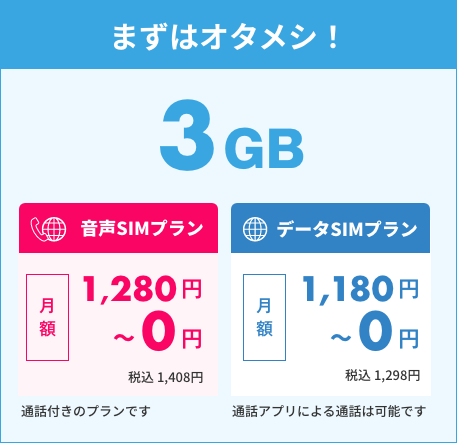 まずはオタメシ！
3GB
音声SIMプラン
月額
1,280円
～0円
税込 1,408円
通話付きのプランです
データSIMプラン
月額
1,180円
～0円
税込 1,298円
通話アプリによる通話は可能です